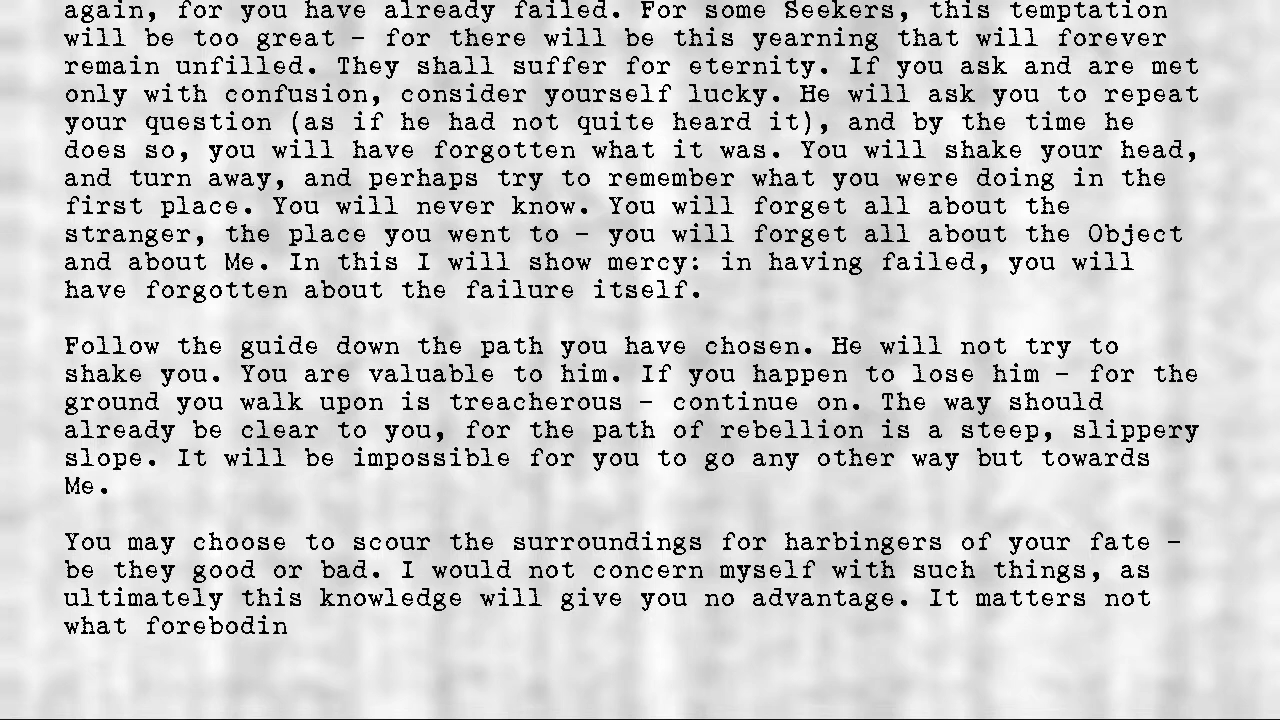 again, for you have already failed. For some Seekers, this temptation
will be too great – for there will be this yearning that will forever
remain unfilled. They shall suffer for eternity. If you ask and are met
only with confusion, consider yourself lucky. He will ask you to repeat
your question (as if he had not quite heard it), and by the time he
does so, you will have forgotten what it was. You will shake your head,
and turn away, and perhaps try to remember what you were doing in the
first place. You will never know. You will forget all about the
stranger, the place you went to – you will forget all about the Object
and about Me. In this I will show mercy: in having failed, you will
have forgotten about the failure itself.

Follow the guide down the path you have chosen. He will not try to
shake you. You are valuable to him. If you happen to lose him – for the
ground you walk upon is treacherous – continue on. The way should
already be clear to you, for the path of rebellion is a steep, slippery
slope. It will be impossible for you to go any other way but towards
Me.

You may choose to scour the surroundings for harbingers of your fate –
be they good or bad. I would not concern myself with such things, as
ultimately this knowledge will give you no advantage. It matters not
what forebodin